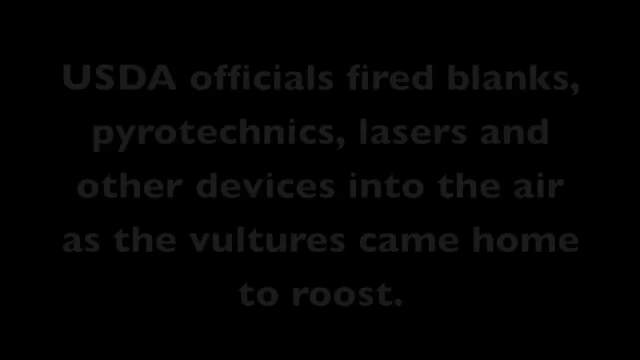 USDA officials fired blanks,
pyrotechnics, lasers and
other devices into the air
as the vultures came home
to roost.